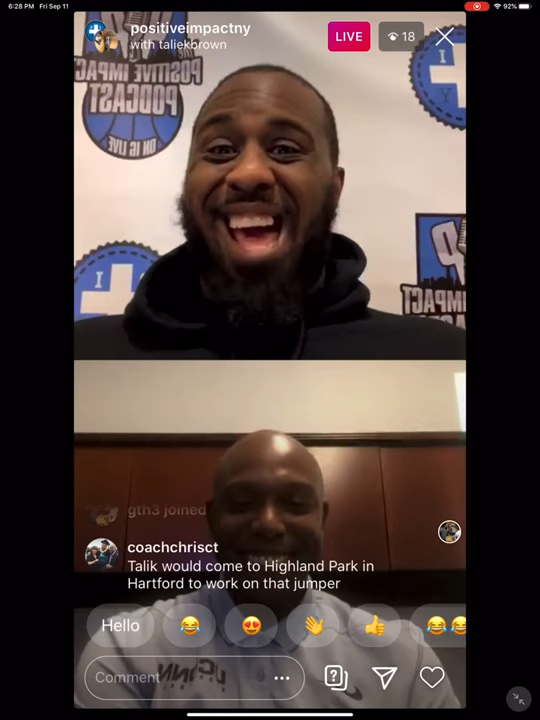 6:28 PM Fri Sep 11
92%
positiveimpactny
with taliekbrown
LIVE
18
POSITIVE IMPACT
PODCAST
ON IG LIVE
I
Y
IMPACT
I
gth3 joined
coachchrisct
Talik would come to Highland Park in
Hartford to work on that jumper
Hello
Comment
UCONN